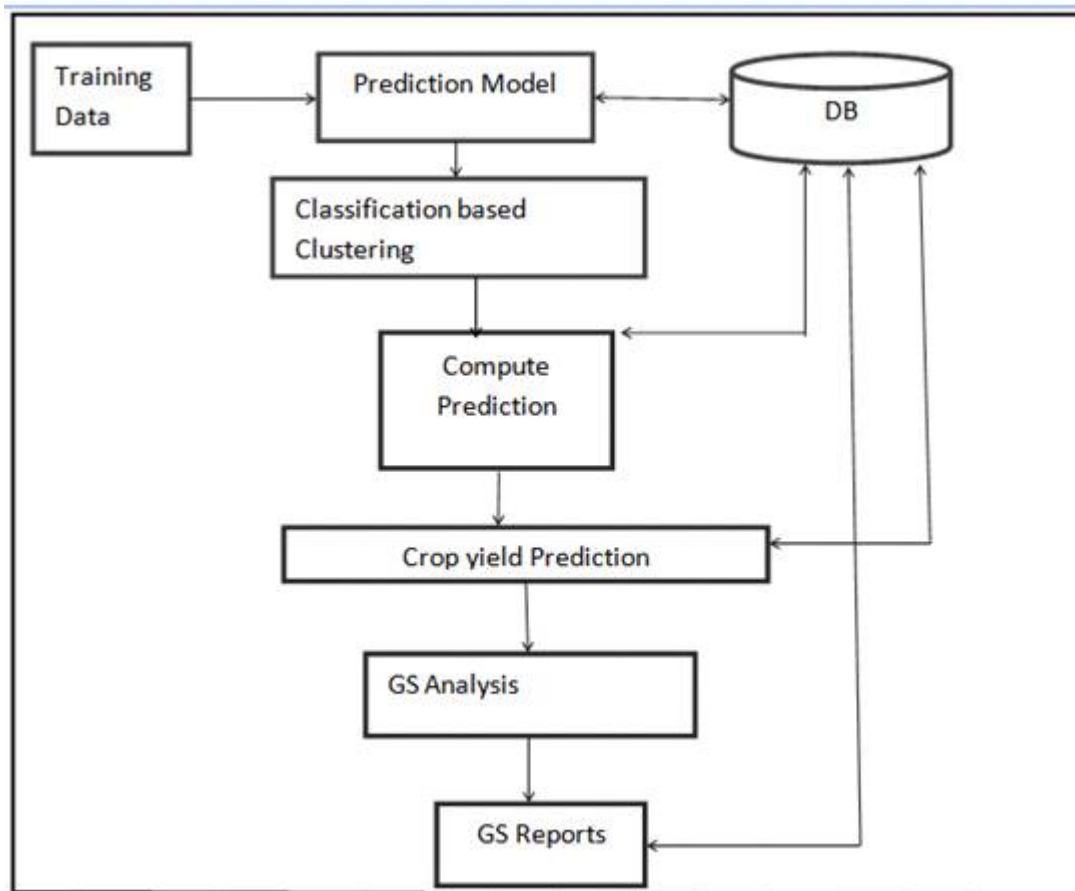 Training
Data
Prediction Model
DB
Classification based
Clustering
Compute
Prediction
Crop yield Prediction
GS Analysis
GS Reports